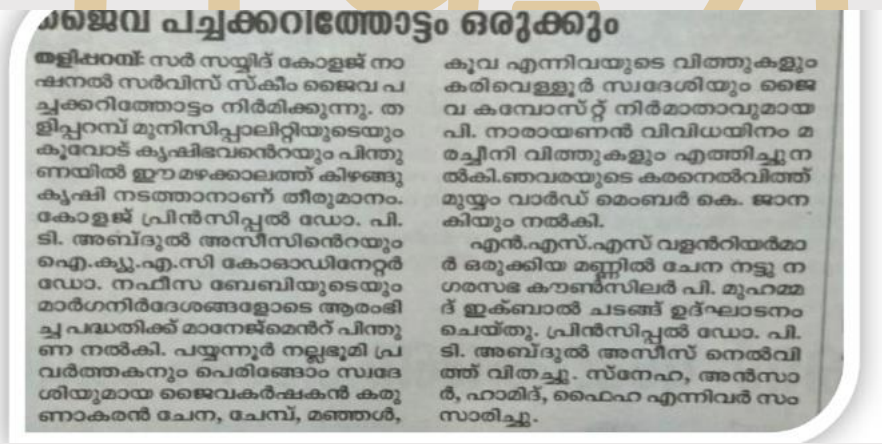 ജൈവ പച്ചക്കറിത്തോട്ടം ഒരുക്കും
തളിപ്പറമ്പ്: സർ സയ്യിദ് കോളജ് നാ
ഷനൽ സർവിസ് സ്കീം ജൈവ പ
ച്ചക്കറിത്തോട്ടം നിർമിക്കുന്നു. ത
ളിപ്പറമ്പ് മുനിസിപ്പാലിറ്റിയുടെയും
കൂവോട് കൃഷിഭവൻെറയും പിന്തു
ണയിൽ ഈ മഴക്കാലത്ത് കിഴങ്ങു
കൃഷി നടത്താനാണ് തീരുമാനം.
കോളജ് പ്രിൻസിപ്പൽ ഡോ. പി.
ടി. അബ്ദുൽ അസീസിൻെറയും
ഐ.ക്യു.എ.സി കോഓഡിനേറ്റർ
ഡോ. നഫീസ ബേബിയുടെയും
മാർഗനിർദേശങ്ങളോടെ ആരംഭി
ച്ച പദ്ധതിക്ക് മാനേജ്മെൻറ് പിന്തു
ണ നൽകി. പയ്യന്നൂർ നല്ലഭൂമി പ്ര
വർത്തകനും പെരിങ്ങോം സ്വദേ
ശിയുമായ ജൈവകർഷകൻ കരു
ണാകരൻ ചേന, ചേമ്പ്, മഞ്ഞൾ,
കൂവ എന്നിവയുടെ വിത്തുകളും
കരിവെള്ളൂർ സ്വദേശിയും ജൈ
വ കമ്പോസ്റ്റ് നിർമാതാവുമായ
പി. നാരായണൻ വിവിധയിനം മ
രച്ചീനി വിത്തുകളും എത്തിച്ചു ന
ൽകി.ഞവരയുടെ കരനെൽവിത്ത്
മുയ്യം വാർഡ് മെംബർ കെ. ജാന
കിയും നൽകി.
എൻ.എസ്.എസ് വളൻറിയർമാ
ർ ഒരുക്കിയ മണ്ണിൽ ചേന നട്ടു ന
ഗരസഭ കൗൺസിലർ പി. മുഹമ്മ
ദ് ഇക്ബാൽ ചടങ്ങ് ഉദ്ഘാടനം
ചെയ്തു. പ്രിൻസിപ്പൽ ഡോ. പി.
ടി. അബ്ദുൽ അസീസ് നെൽവി
ത്ത് വിതച്ചു. സ്നേഹ, അൻസാ
ർ, ഹാമിദ്, ഫൈഹ എന്നിവർ സം
സാരിച്ചു.